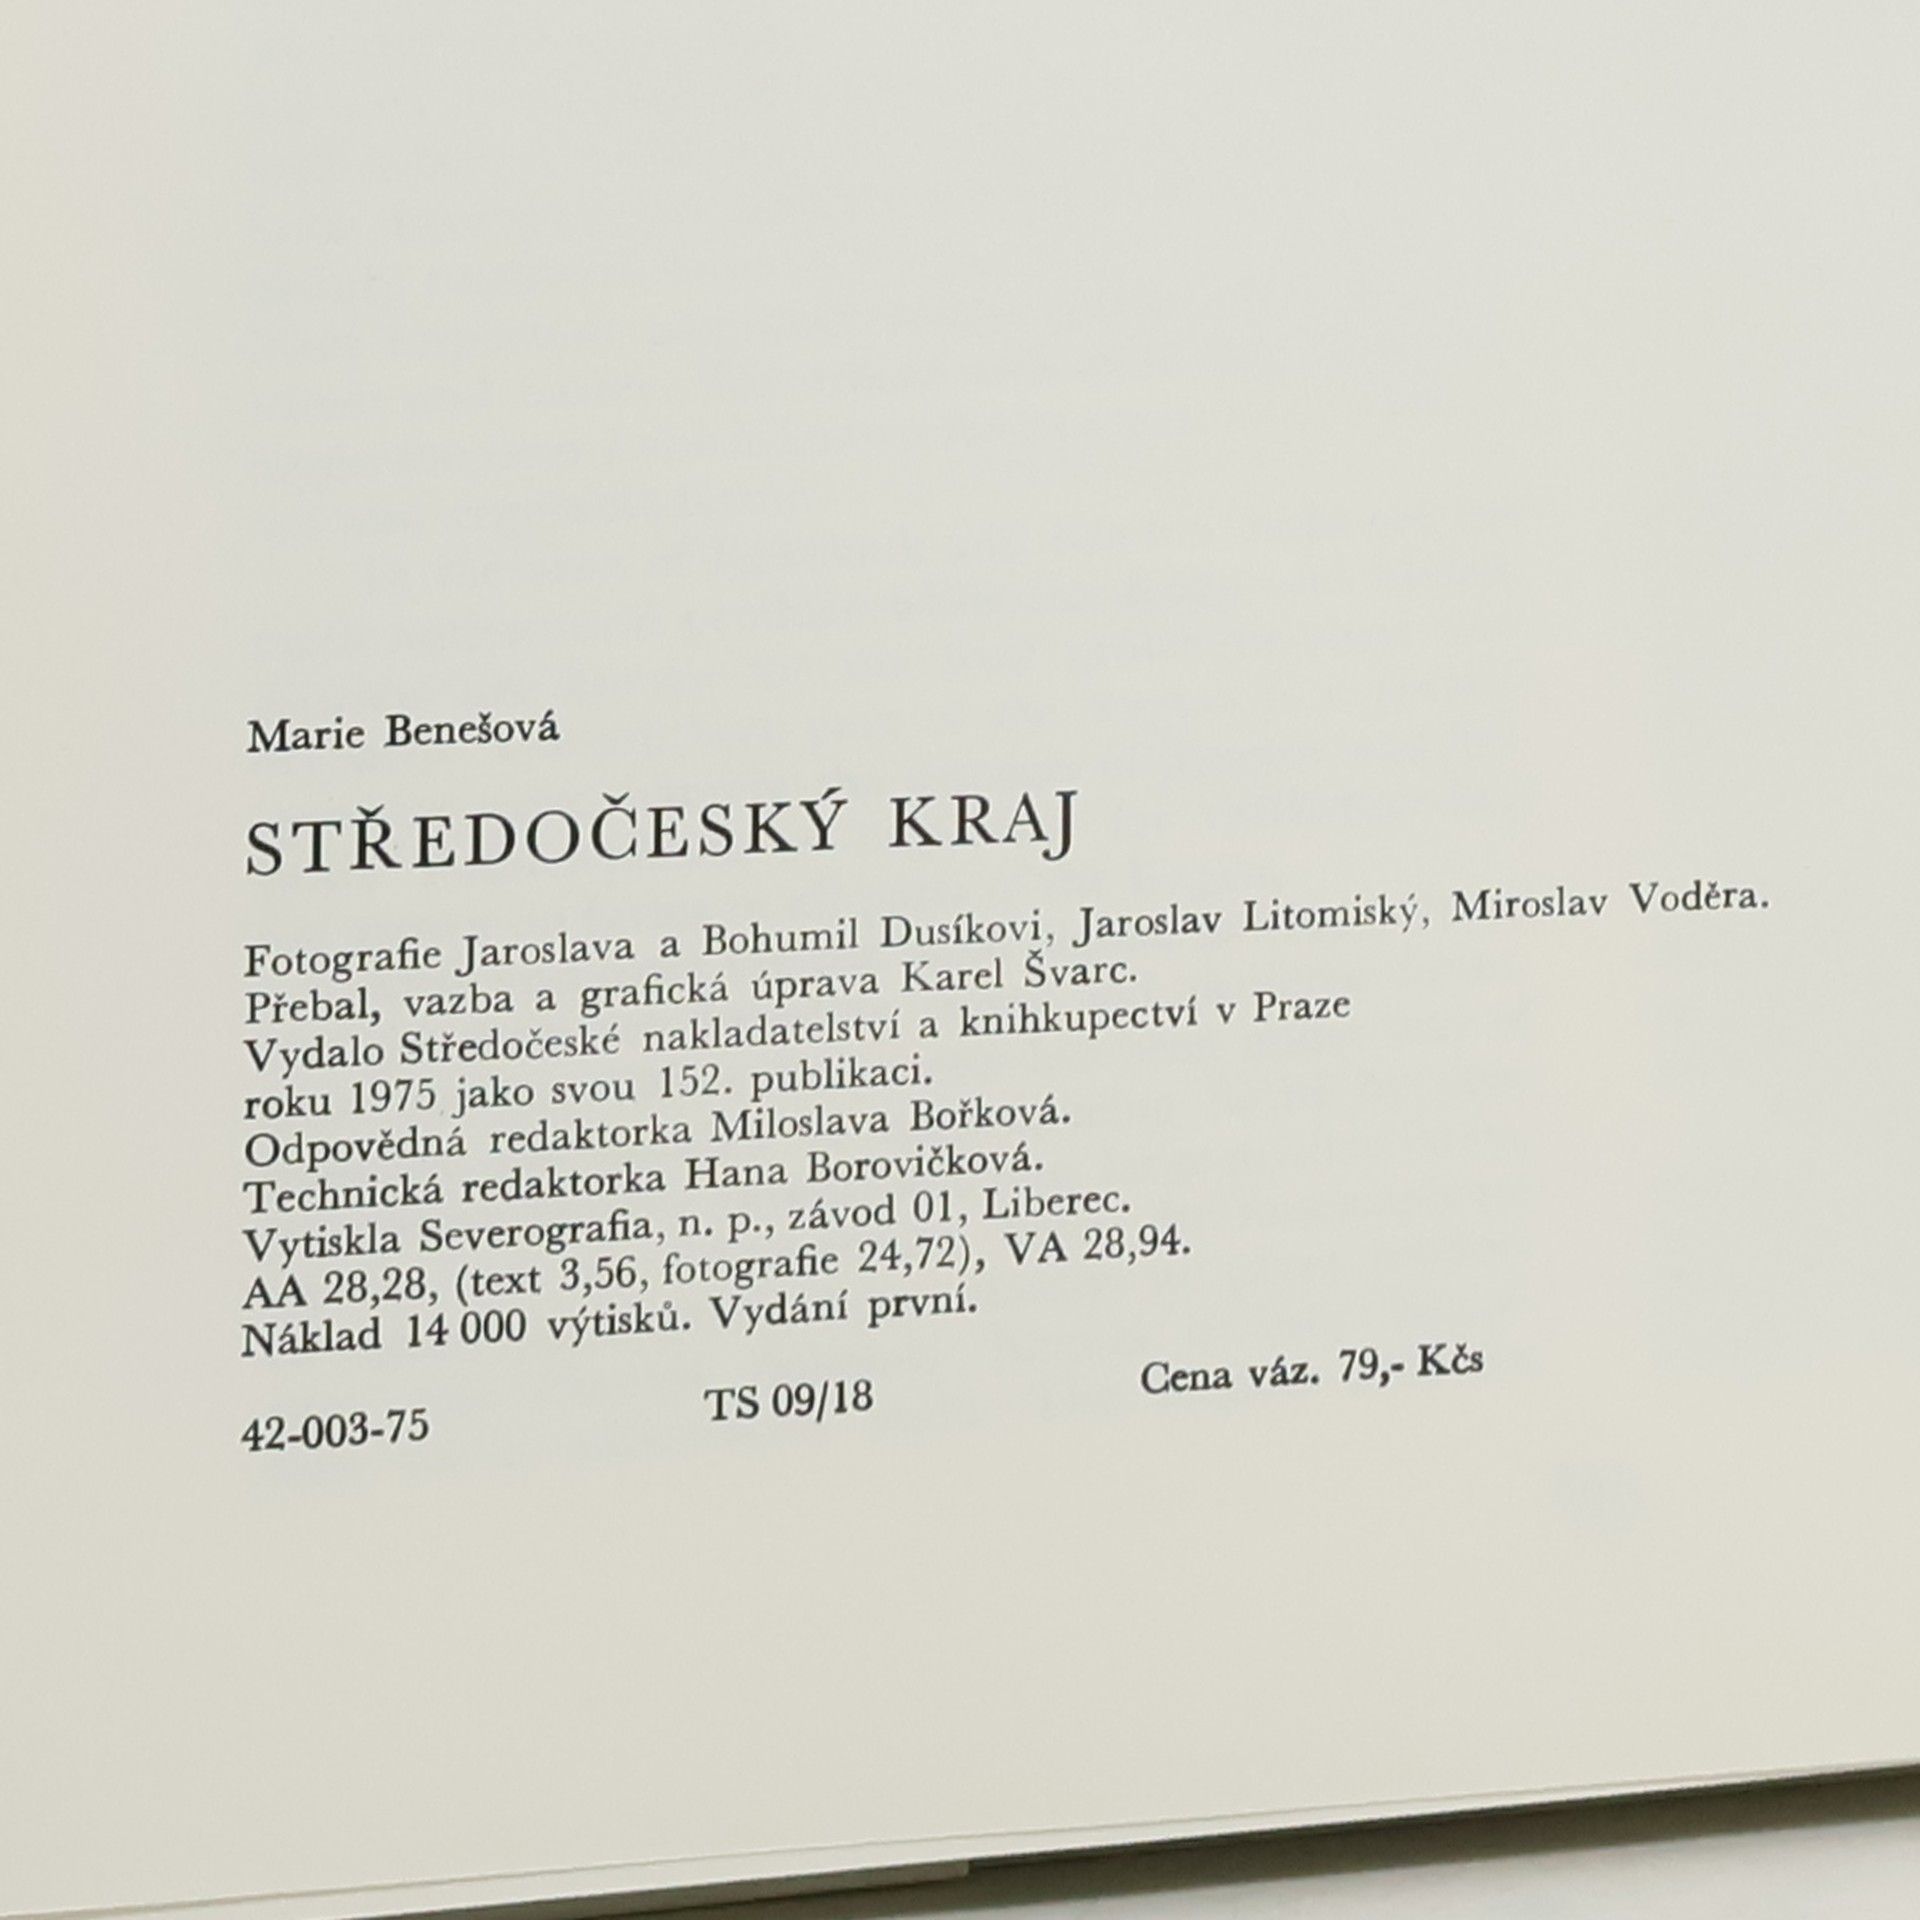 Marie Benešová
STŘEDOČESKÝ KRAJ
Fotografie Jaroslava a Bohumil Dusíkovi, Jaroslav Litomiský, Miroslav Voděra.
Přebal, vazba a grafická úprava Karel Švarc.
Vydalo Středočeské nakladatelství a knihkupectví v Praze
roku 1975 jako svou 152. publikaci.
Odpovědná redaktorka Miloslava Bořková.
Technická redaktorka Hana Borovičková.
Vytiskla Severografia, n. p., závod 01, Liberec.
AA 28,28, (text 3,56, fotografie 24,72), VA 28,94.
Náklad 14 000 výtisků. Vydání první.
42-003-75 TS 09/18 Cena váz. 79,- Kčs